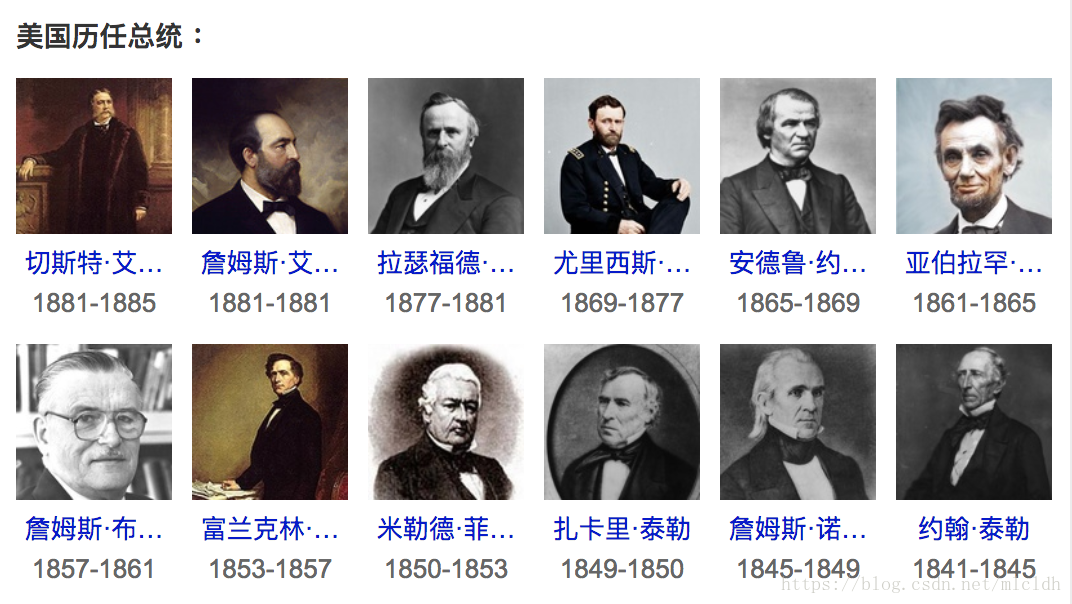 美国历任总统：
切斯特·艾... 詹姆斯·艾... 拉瑟福德·... 尤里西斯·... 安德鲁·约... 亚伯拉罕·...
1881-1885 1881-1881 1877-1881 1869-1877 1865-1869 1861-1865
詹姆斯·布... 富兰克林·... 米勒德·菲... 扎卡里·泰勒 詹姆斯·诺... 约翰·泰勒
1857-1861 1853-1857 1850-1853 1849-1850 1845-1849 1841-1845
https://blog.csdn.net/mlcldh